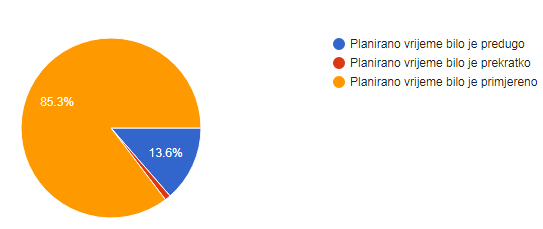 Planirano vrijeme bilo je predugo
Planirano vrijeme bilo je prekratko
Planirano vrijeme bilo je primjereno
85.3%
13.6%